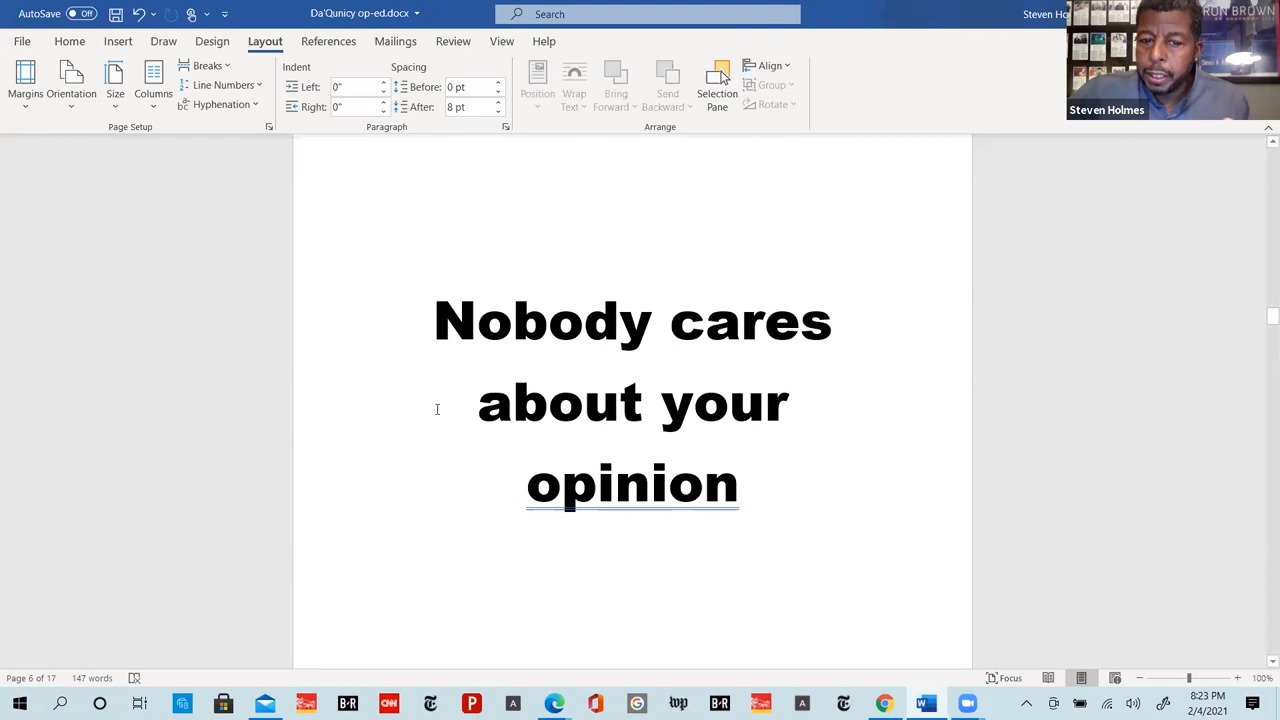 AutoSave Off Da'Qunicy op-ed.docx Search Steven Ho RON BROWN
File Home Insert Draw Design Layout References Mailings Review View Help
Margins Orientation Size Columns
Breaks
Line Numbers
Hyphenation
Page Setup
Indent
Left: 0"
Right: 0"
Spacing
Before: 0 pt
After: 8 pt
Paragraph
Position
Wrap Text
Bring Forward
Send Backward
Selection Pane
Align
Group
Rotate
Arrange
Steven Holmes
Nobody cares
about your
opinion
Page 6 of 17 147 words Focus 100%
B/R CNN T P A G wp B/R A T W
8:23 PM
2/4/2021